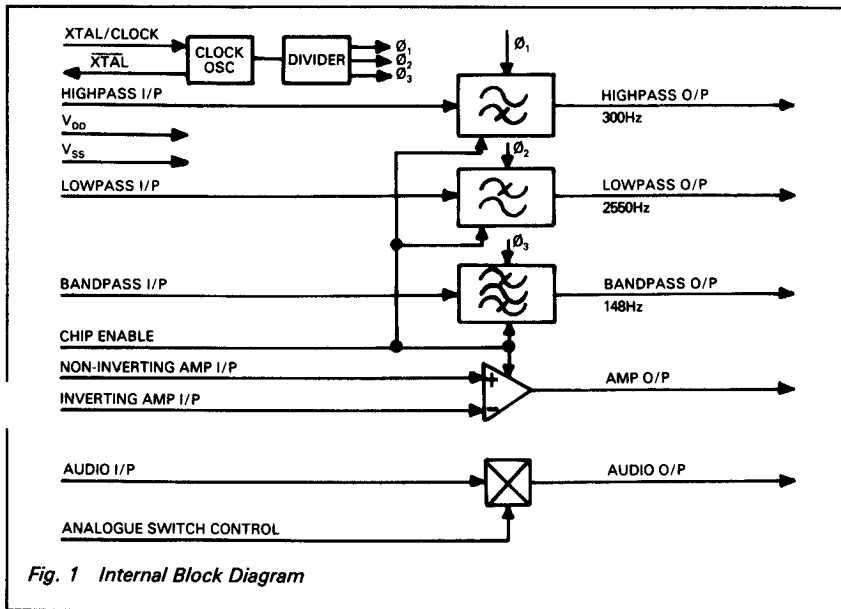 XTAL/CLOCK
XTAL
CLOCK
OSC
DIVIDER
Ø1
Ø2
Ø3
Ø1
HIGHPASS I/P
HIGHPASS O/P
300Hz
VDD
VSS
Ø2
LOWPASS I/P
LOWPASS O/P
2550Hz
Ø3
BANDPASS I/P
BANDPASS O/P
148Hz
CHIP ENABLE
NON-INVERTING AMP I/P
+
AMP O/P
INVERTING AMP I/P
−
AUDIO I/P
AUDIO O/P
ANALOGUE SWITCH CONTROL
Fig. 1 Internal Block Diagram